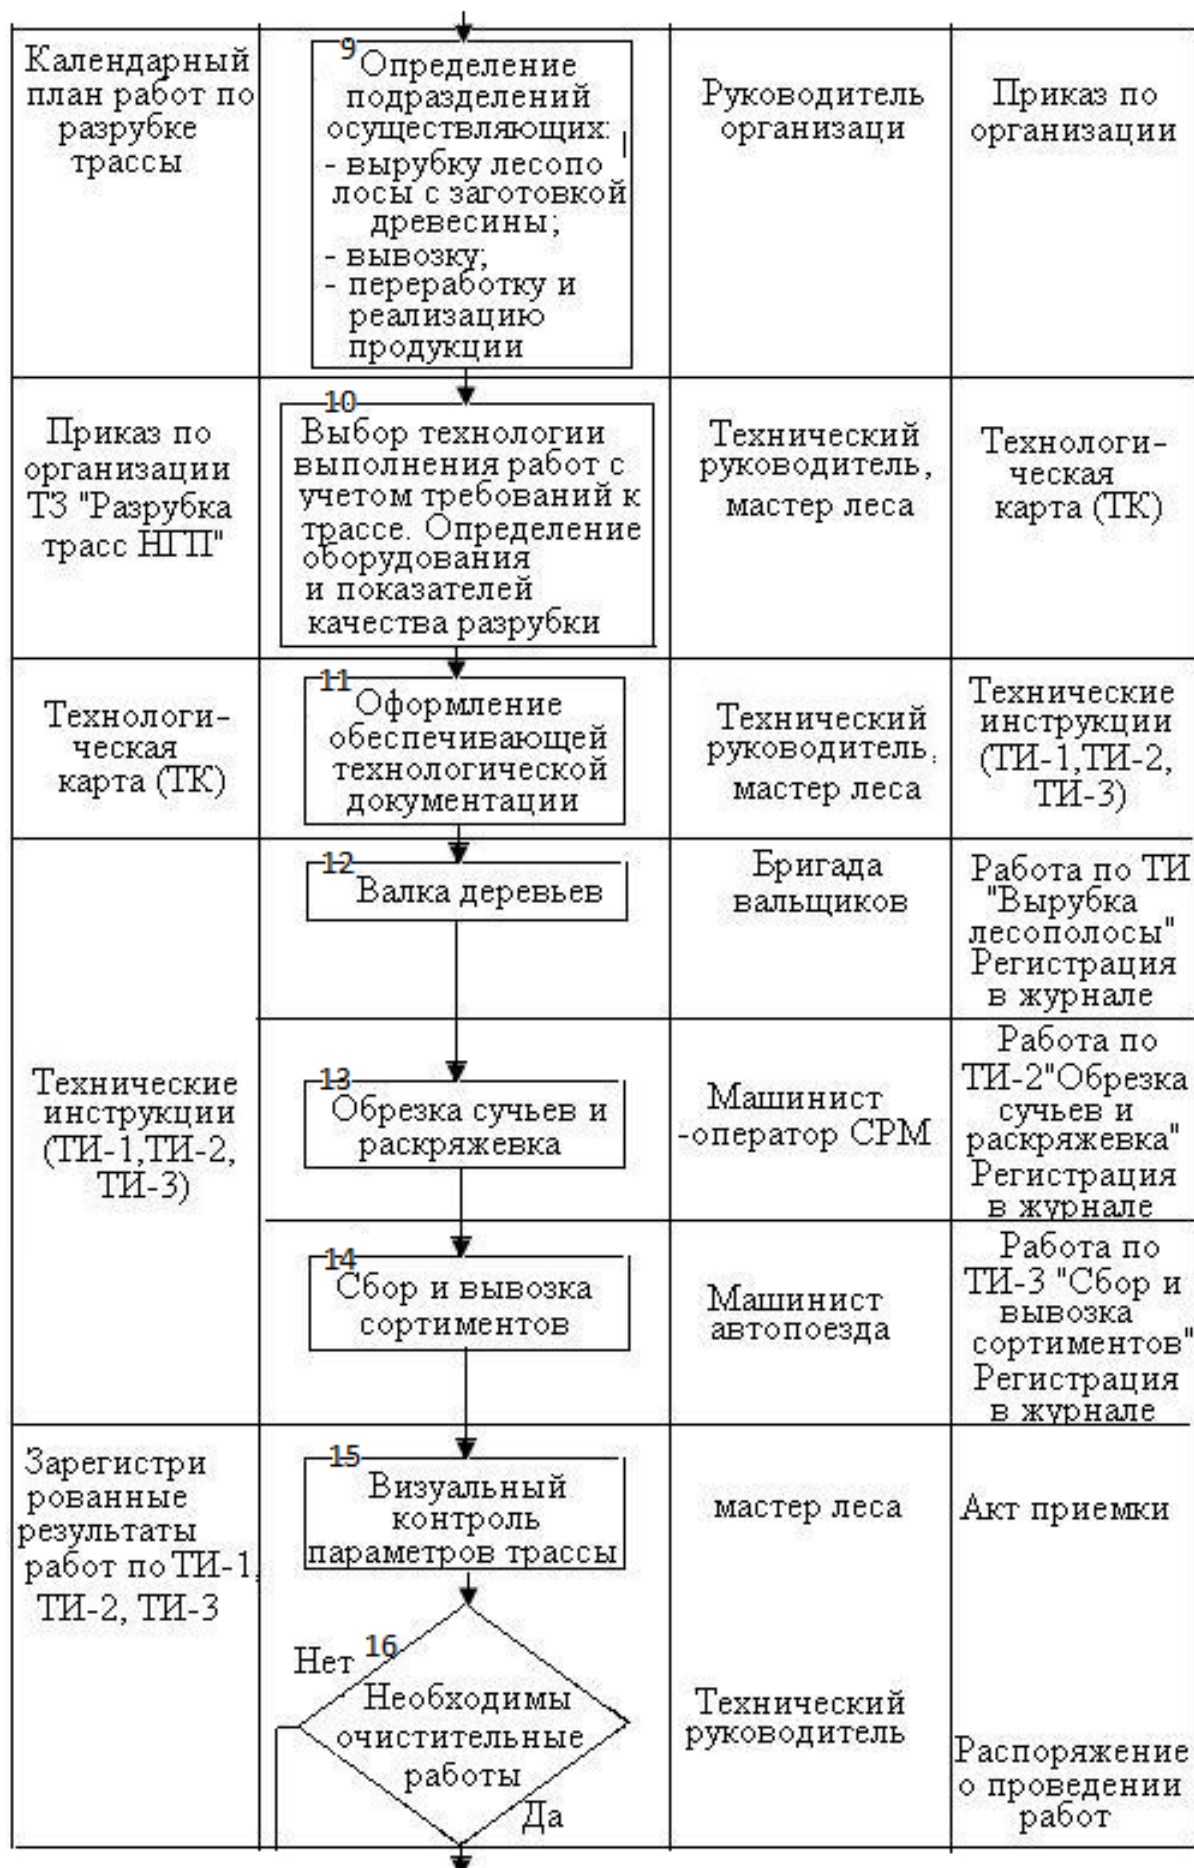 Календарный
план работ по
разрубке
трассы
9
Определение
подразделений
осуществляющих:
- вырубку лесопо
лосы с заготовкой
древесины;
- вывозку;
- переработку и
реализацию
продукции
Руководитель
организаци
Приказ по
организации
Приказ по
организации
ТЗ "Разрубка
трасс НГП"
10
Выбор технологии
выполнения работ с
учетом требований к
трассе. Определение
оборудования
и показателей
качества разрубки
Технический
руководитель,
мастер леса
Технологи-
ческая
карта (ТК)
Технологи-
ческая
карта (ТК)
11
Оформление
обеспечивающей
технологической
документации
Технический
руководитель,
мастер леса
Технические
инструкции
(ТИ-1,ТИ-2,
ТИ-3)
Технические
инструкции
(ТИ-1,ТИ-2,
ТИ-3)
12
Валка деревьев
Бригада
вальщиков
Работа по ТИ
"Вырубка
лесополосы"
Регистрация
в журнале
13
Обрезка сучьев и
раскряжевка
Машинист
-оператор СРМ
Работа по
ТИ-2"Обрезка
сучьев и
раскряжевка"
Регистрация
в журнале
14
Сбор и вывозка
сортиментов
Машинист
автопоезда
Работа по
ТИ-3 "Сбор и
вывозка
сортиментов"
Регистрация
в журнале
Зарегистри
рованные
результаты
работ по ТИ-1,
ТИ-2, ТИ-3
15
Визуальный
контроль
параметров трассы
мастер леса
Акт приемки
16
Нет
Необходимы
очистительные
работы
Да
Технический
руководитель
Распоряжение
о проведении
работ